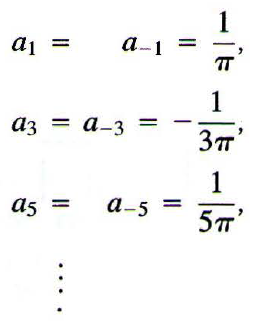 a₁ = a₋₁ = 1/π,
a₃ = a₋₃ = −1/3π,
a₅ = a₋₅ = 1/5π,
⋮